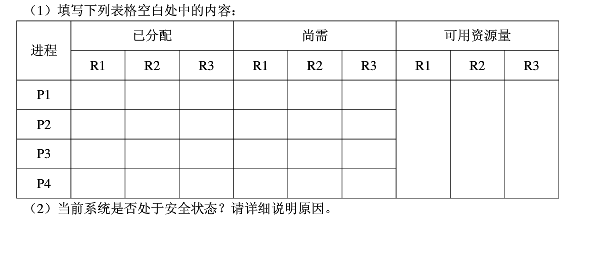 （1）填写下列表格空白处中的内容：
进程 已分配 尚需 可用资源量
R1 R2 R3 R1 R2 R3 R1 R2 R3
P1
P2
P3
P4
（2）当前系统是否处于安全状态？请详细说明原因。